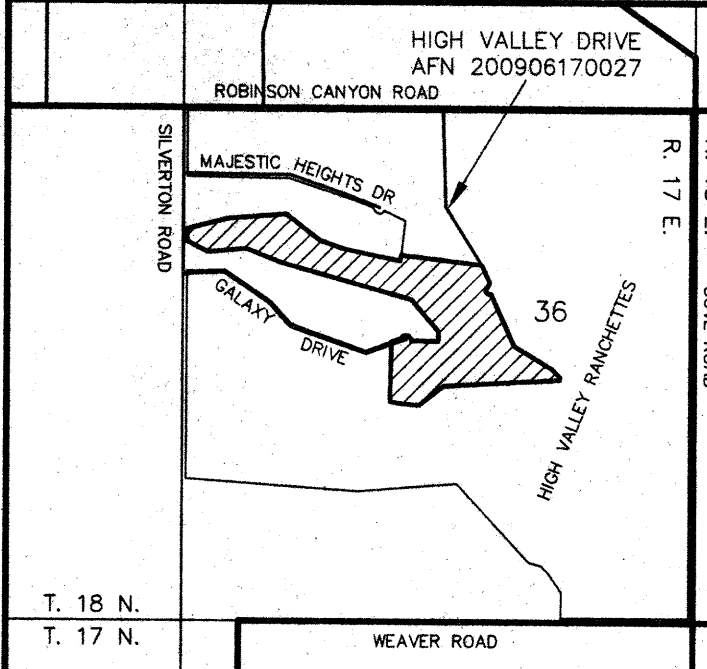 HIGH VALLEY DRIVE
AFN 200906170027
ROBINSON CANYON ROAD
SILVERTON ROAD
MAJESTIC HEIGHTS DR
R. 17 E.
GALAXY DRIVE
36
HIGH VALLEY RANCHETTES
T. 18 N.
T. 17 N.
WEAVER ROAD